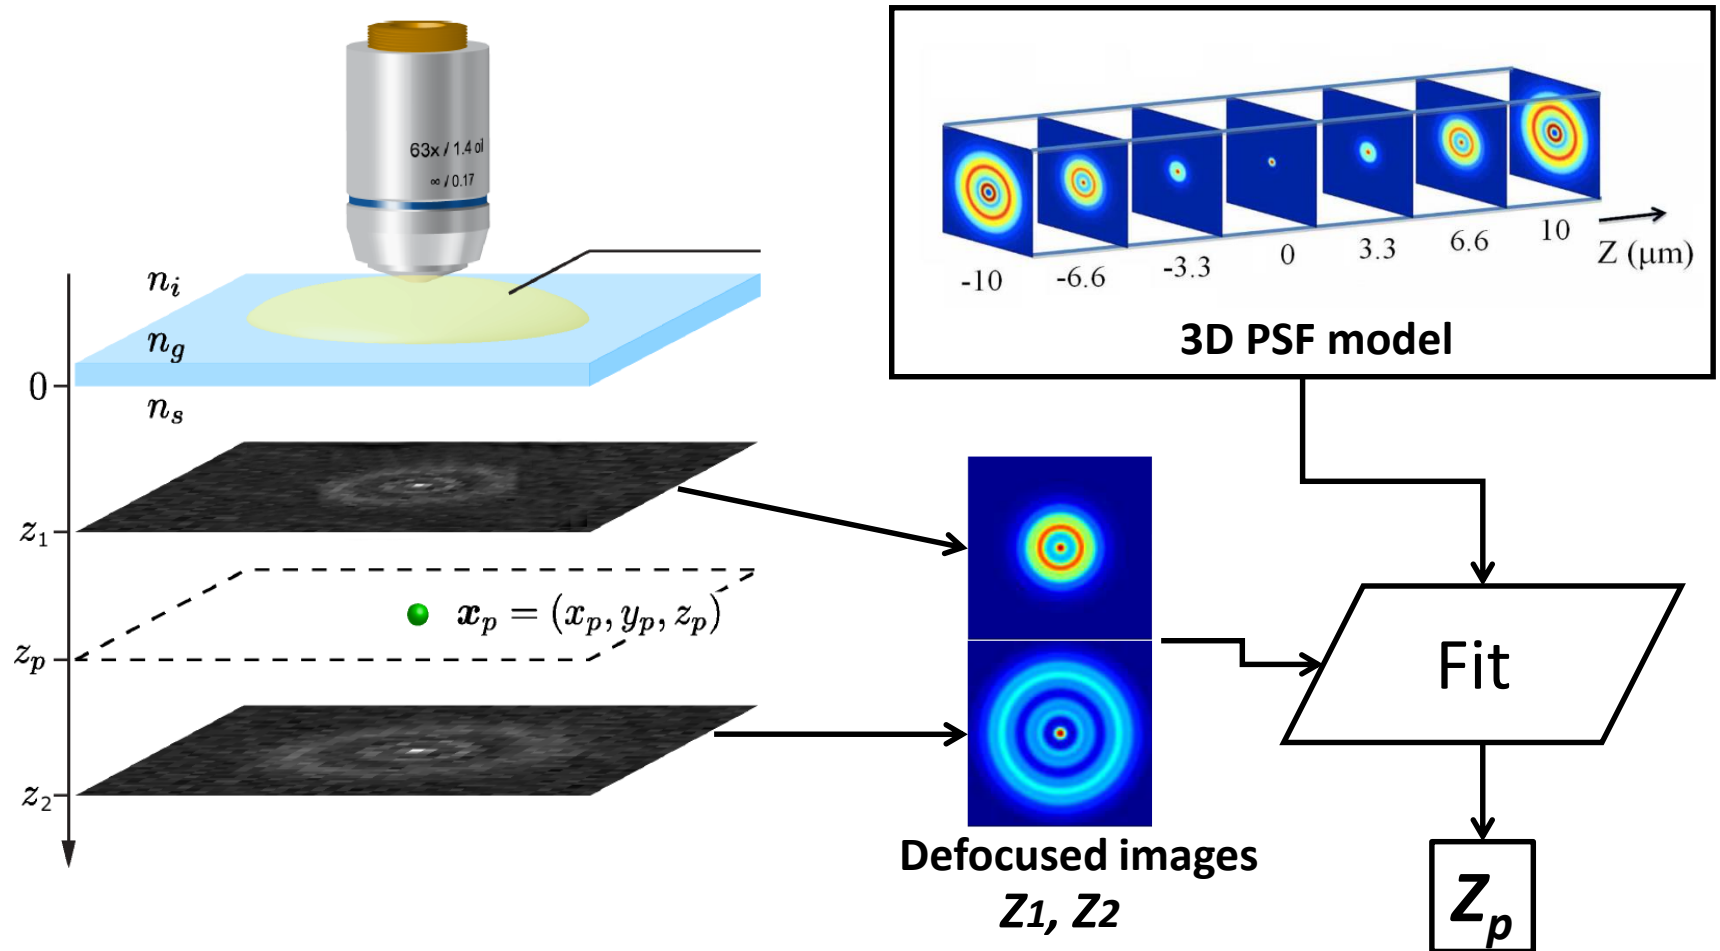 63x / 1.4 oil
∞ / 0.17
n_i
n_g
0
n_s
z_1
x_p = (x_p, y_p, z_p)
z_p
z_2
-10
-6.6
-3.3
0
3.3
6.6
10
Z (μm)
3D PSF model
Defocused images
Z1, Z2
Fit
Z_p